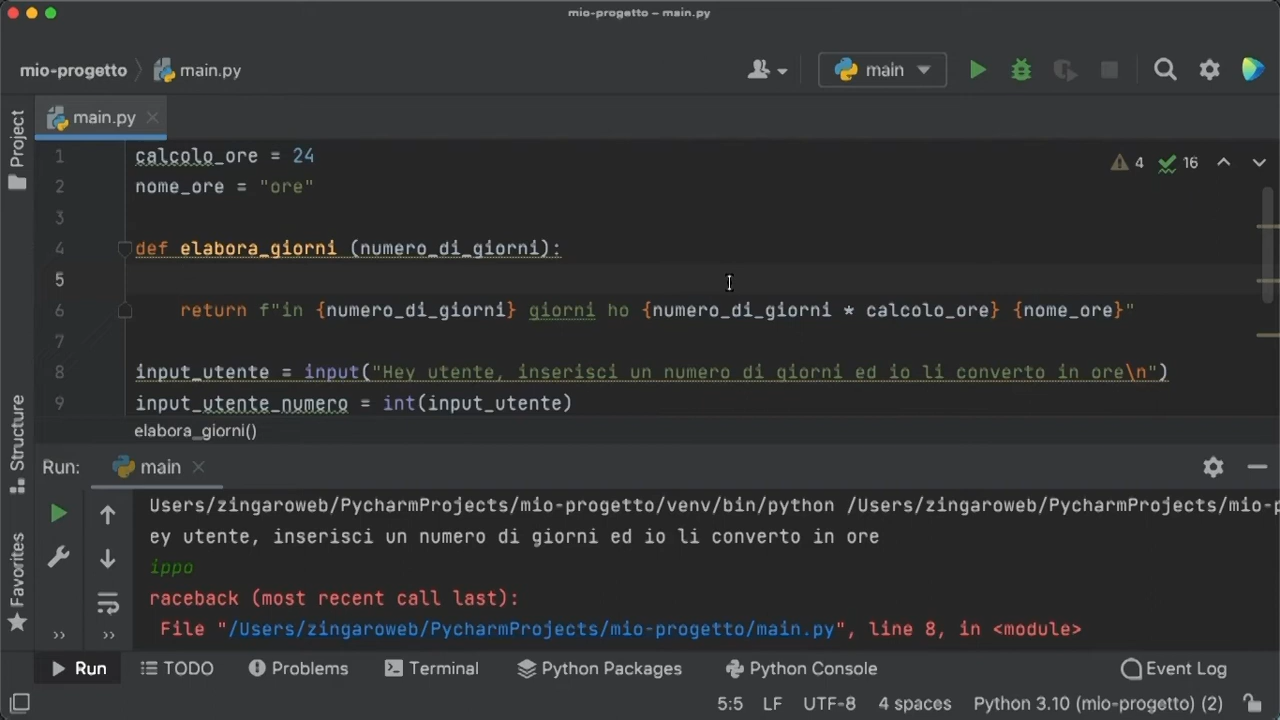 mio-progetto – main.py
mio-progetto main.py
main
main.py
Project
1 calcolo_ore = 24
4 16
2 nome_ore = "ore"
3
4 def elabora_giorni (numero_di_giorni):
5
6 return f"in {numero_di_giorni} giorni ho {numero_di_giorni * calcolo_ore} {nome_ore}"
7
8 input_utente = input("Hey utente, inserisci un numero di giorni ed io li converto in ore\n")
9 input_utente_numero = int(input_utente)
elabora_giorni()
Structure
Run: main
Users/zingaroweb/PycharmProjects/mio-progetto/venv/bin/python /Users/zingaroweb/PycharmProjects/mio-p
ey utente, inserisci un numero di giorni ed io li converto in ore
ippo
raceback (most recent call last):
File "/Users/zingaroweb/PycharmProjects/mio-progetto/main.py", line 8, in <module>
Favorites
Run TODO Problems Terminal Python Packages Python Console Event Log
5:5 LF UTF-8 4 spaces Python 3.10 (mio-progetto) (2)